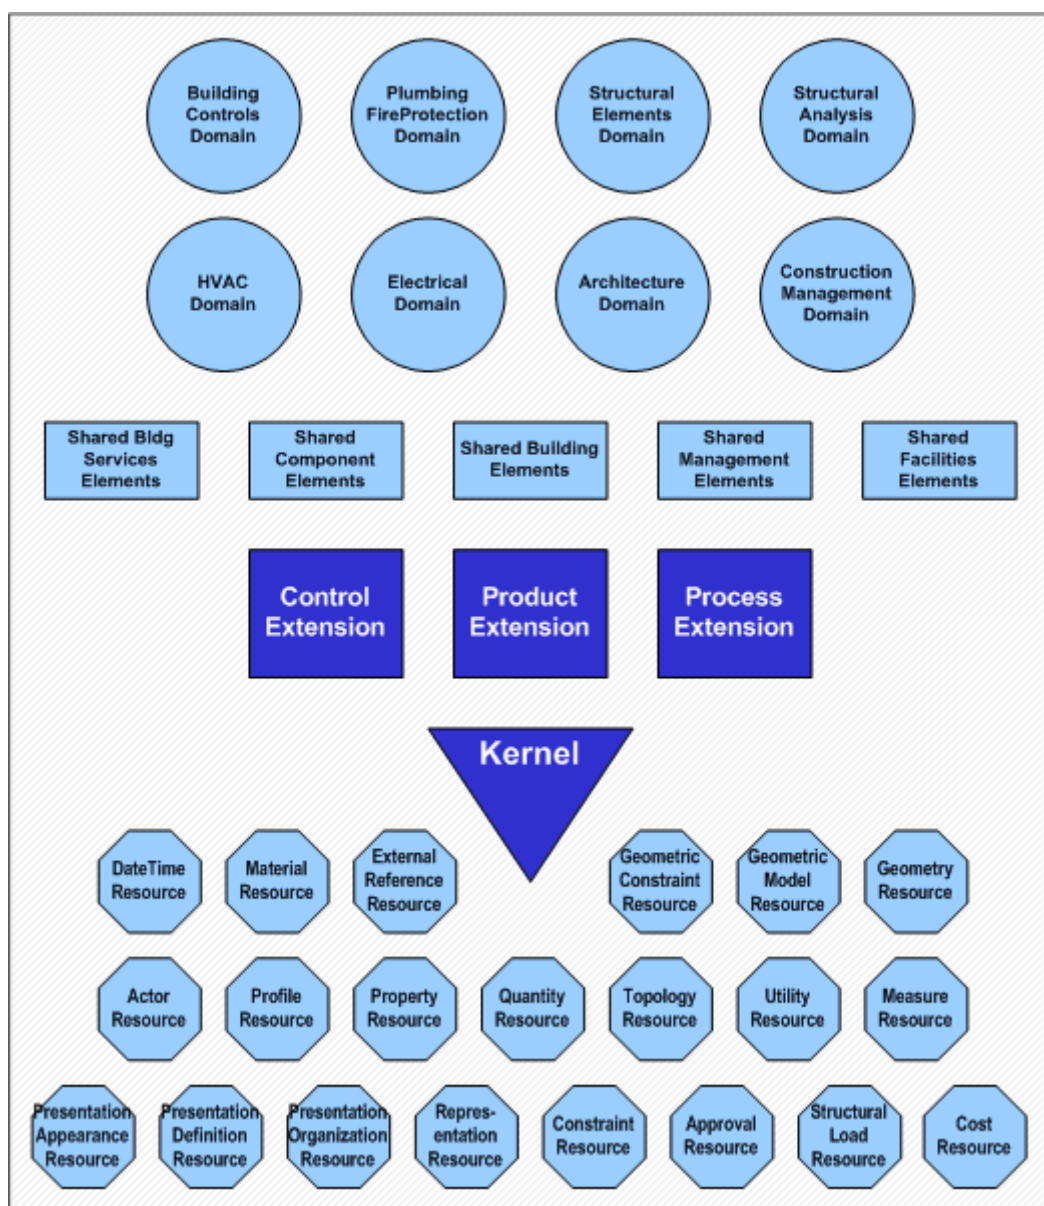 Building
Controls
Domain
Plumbing
FireProtection
Domain
Structural
Elements
Domain
Structural
Analysis
Domain
HVAC
Domain
Electrical
Domain
Architecture
Domain
Construction
Management
Domain
Shared Bldg
Services
Elements
Shared
Component
Elements
Shared Building
Elements
Shared
Management
Elements
Shared
Facilities
Elements
Control
Extension
Product
Extension
Process
Extension
Kernel
DateTime
Resource
Material
Resource
External
Reference
Resource
Geometric
Constraint
Resource
Geometric
Model
Resource
Geometry
Resource
Actor
Resource
Profile
Resource
Property
Resource
Quantity
Resource
Topology
Resource
Utility
Resource
Measure
Resource
Presentation
Appearance
Resource
Presentation
Definition
Resource
Presentation
Organization
Resource
Repres-
entation
Resource
Constraint
Resource
Approval
Resource
Structural
Load
Resource
Cost
Resource